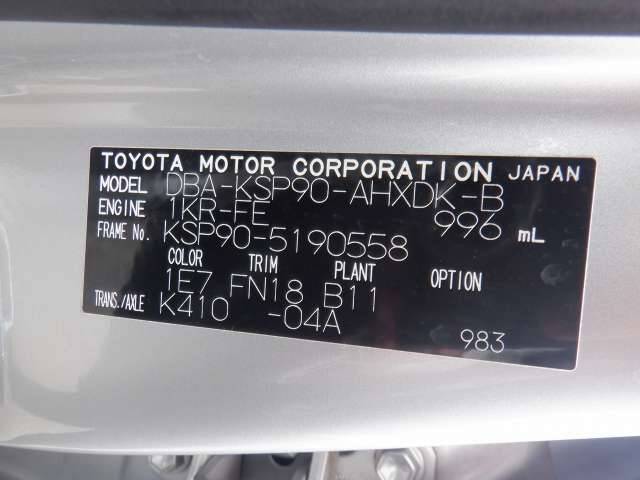 TOYOTA MOTOR CORPORATION JAPAN
MODEL DBA-KSP90-AHXDK-B
ENGINE 1KR-FE 996 mL
FRAME No. KSP90-5190558
COLOR TRIM PLANT OPTION
1E7 FN18 B11
TRANS./AXLE K410 -04A
983